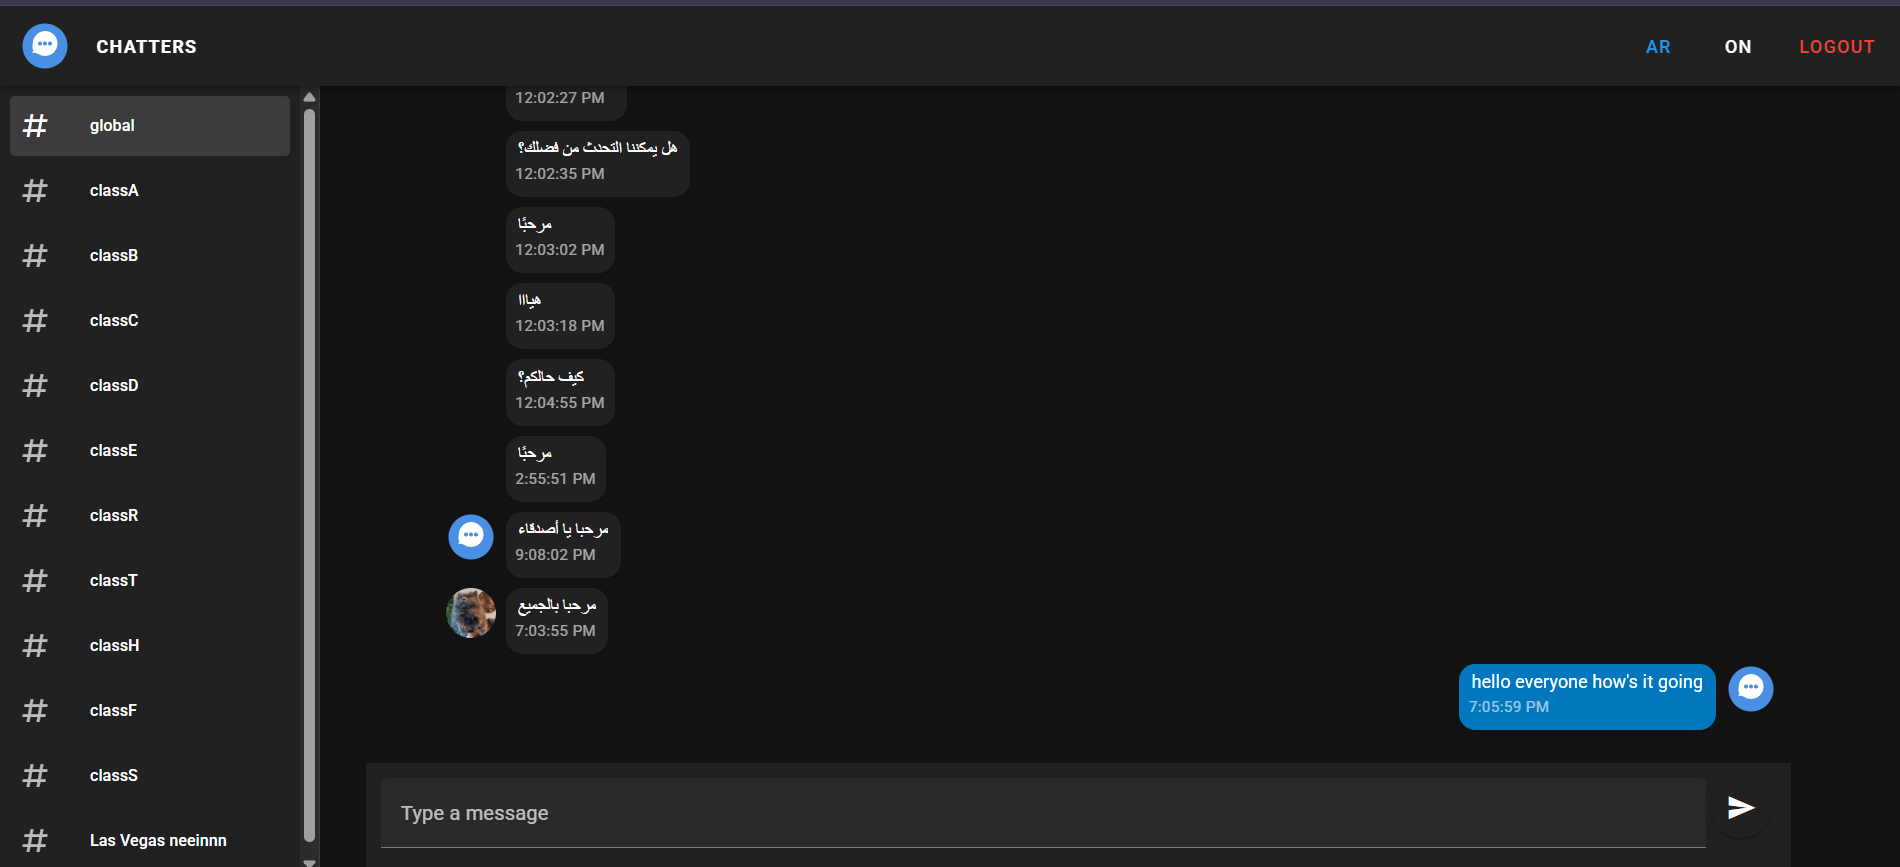 CHATTERS
AR
ON
LOGOUT
global
classA
classB
classC
classD
classE
classR
classT
classH
classF
classS
Las Vegas neeinnn
12:02:27 PM
هل يمكننا التحدث من فضلك؟
12:02:35 PM
مرحبًا
12:03:02 PM
هيااا
12:03:18 PM
كيف حالكم؟
12:04:55 PM
مرحبًا
2:55:51 PM
مرحبا يا أصدقاء
9:08:02 PM
مرحبا بالجميع
7:03:55 PM
hello everyone how's it going
7:05:59 PM
Type a message